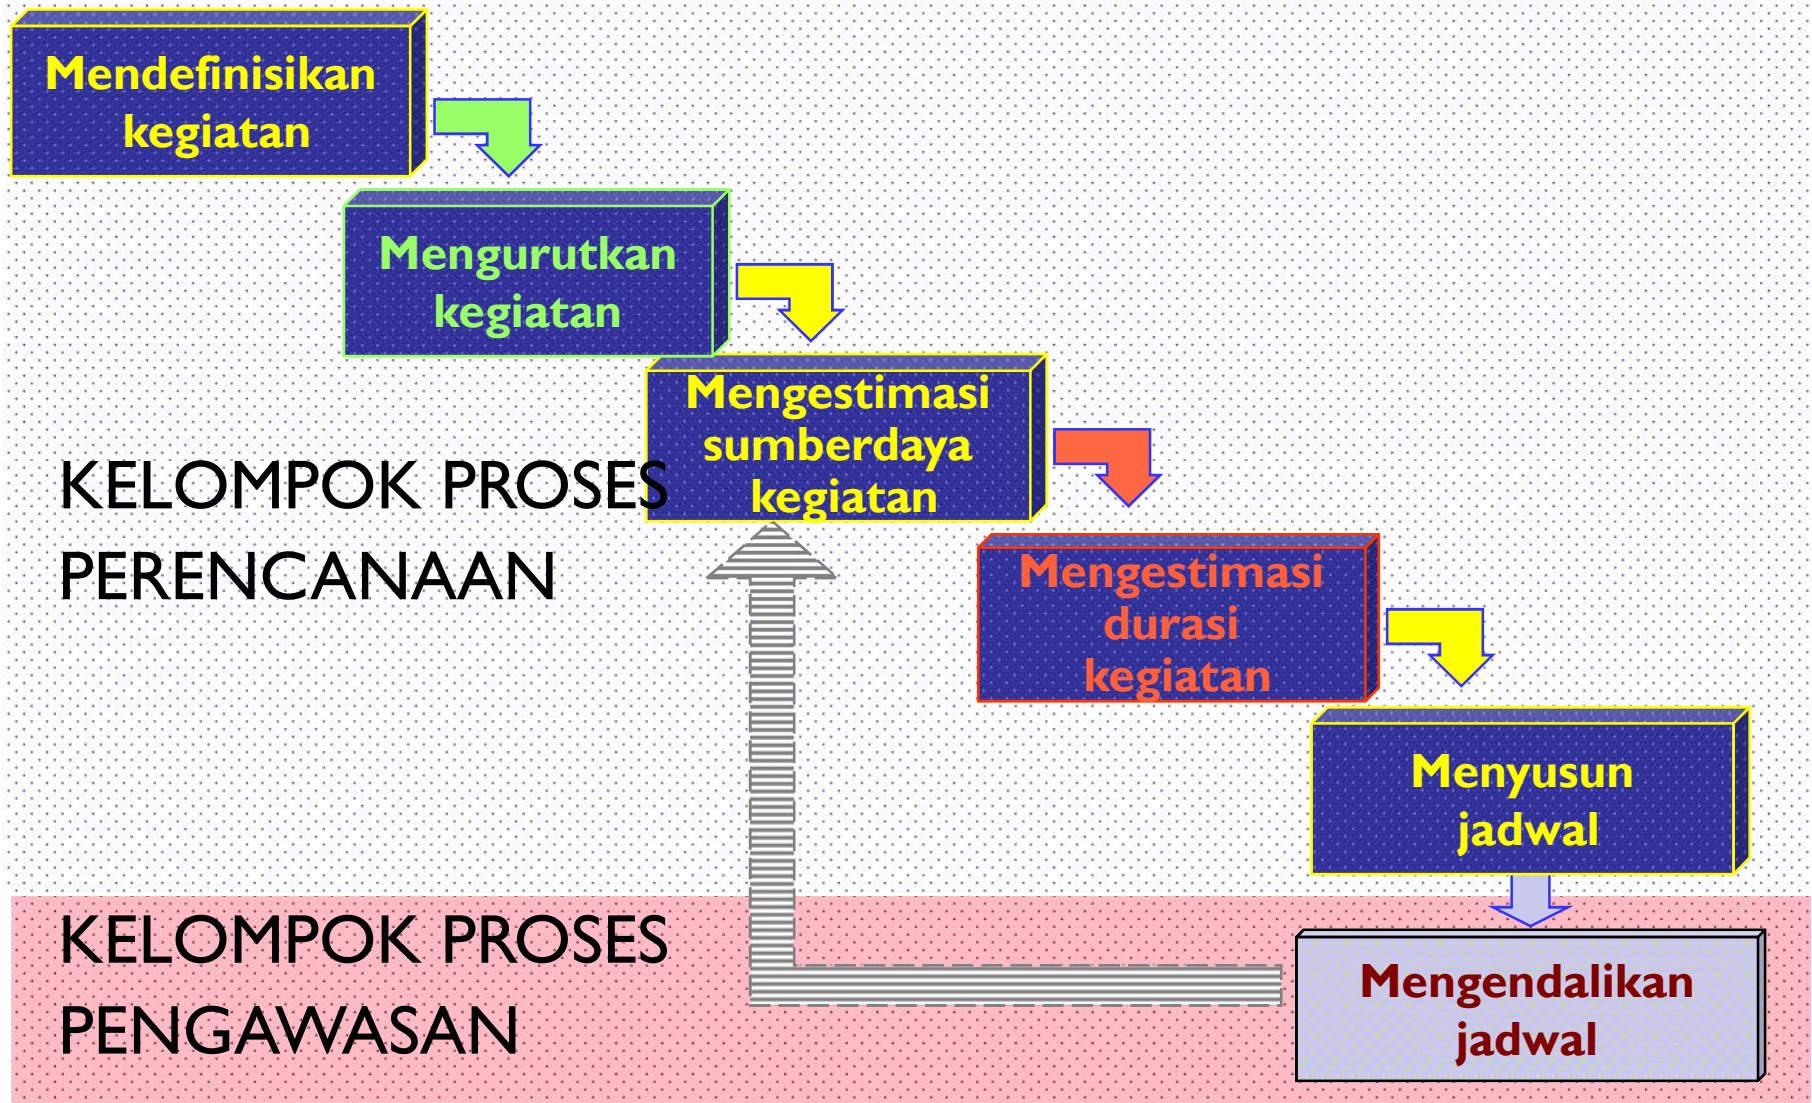 Mendefinisikan
kegiatan
Mengurutkan
kegiatan
Mengestimasi
sumberdaya
kegiatan
KELOMPOK PROSES
PERENCANAAN
Mengestimasi
durasi
kegiatan
Menyusun
jadwal
KELOMPOK PROSES
PENGAWASAN
Mengendalikan
jadwal